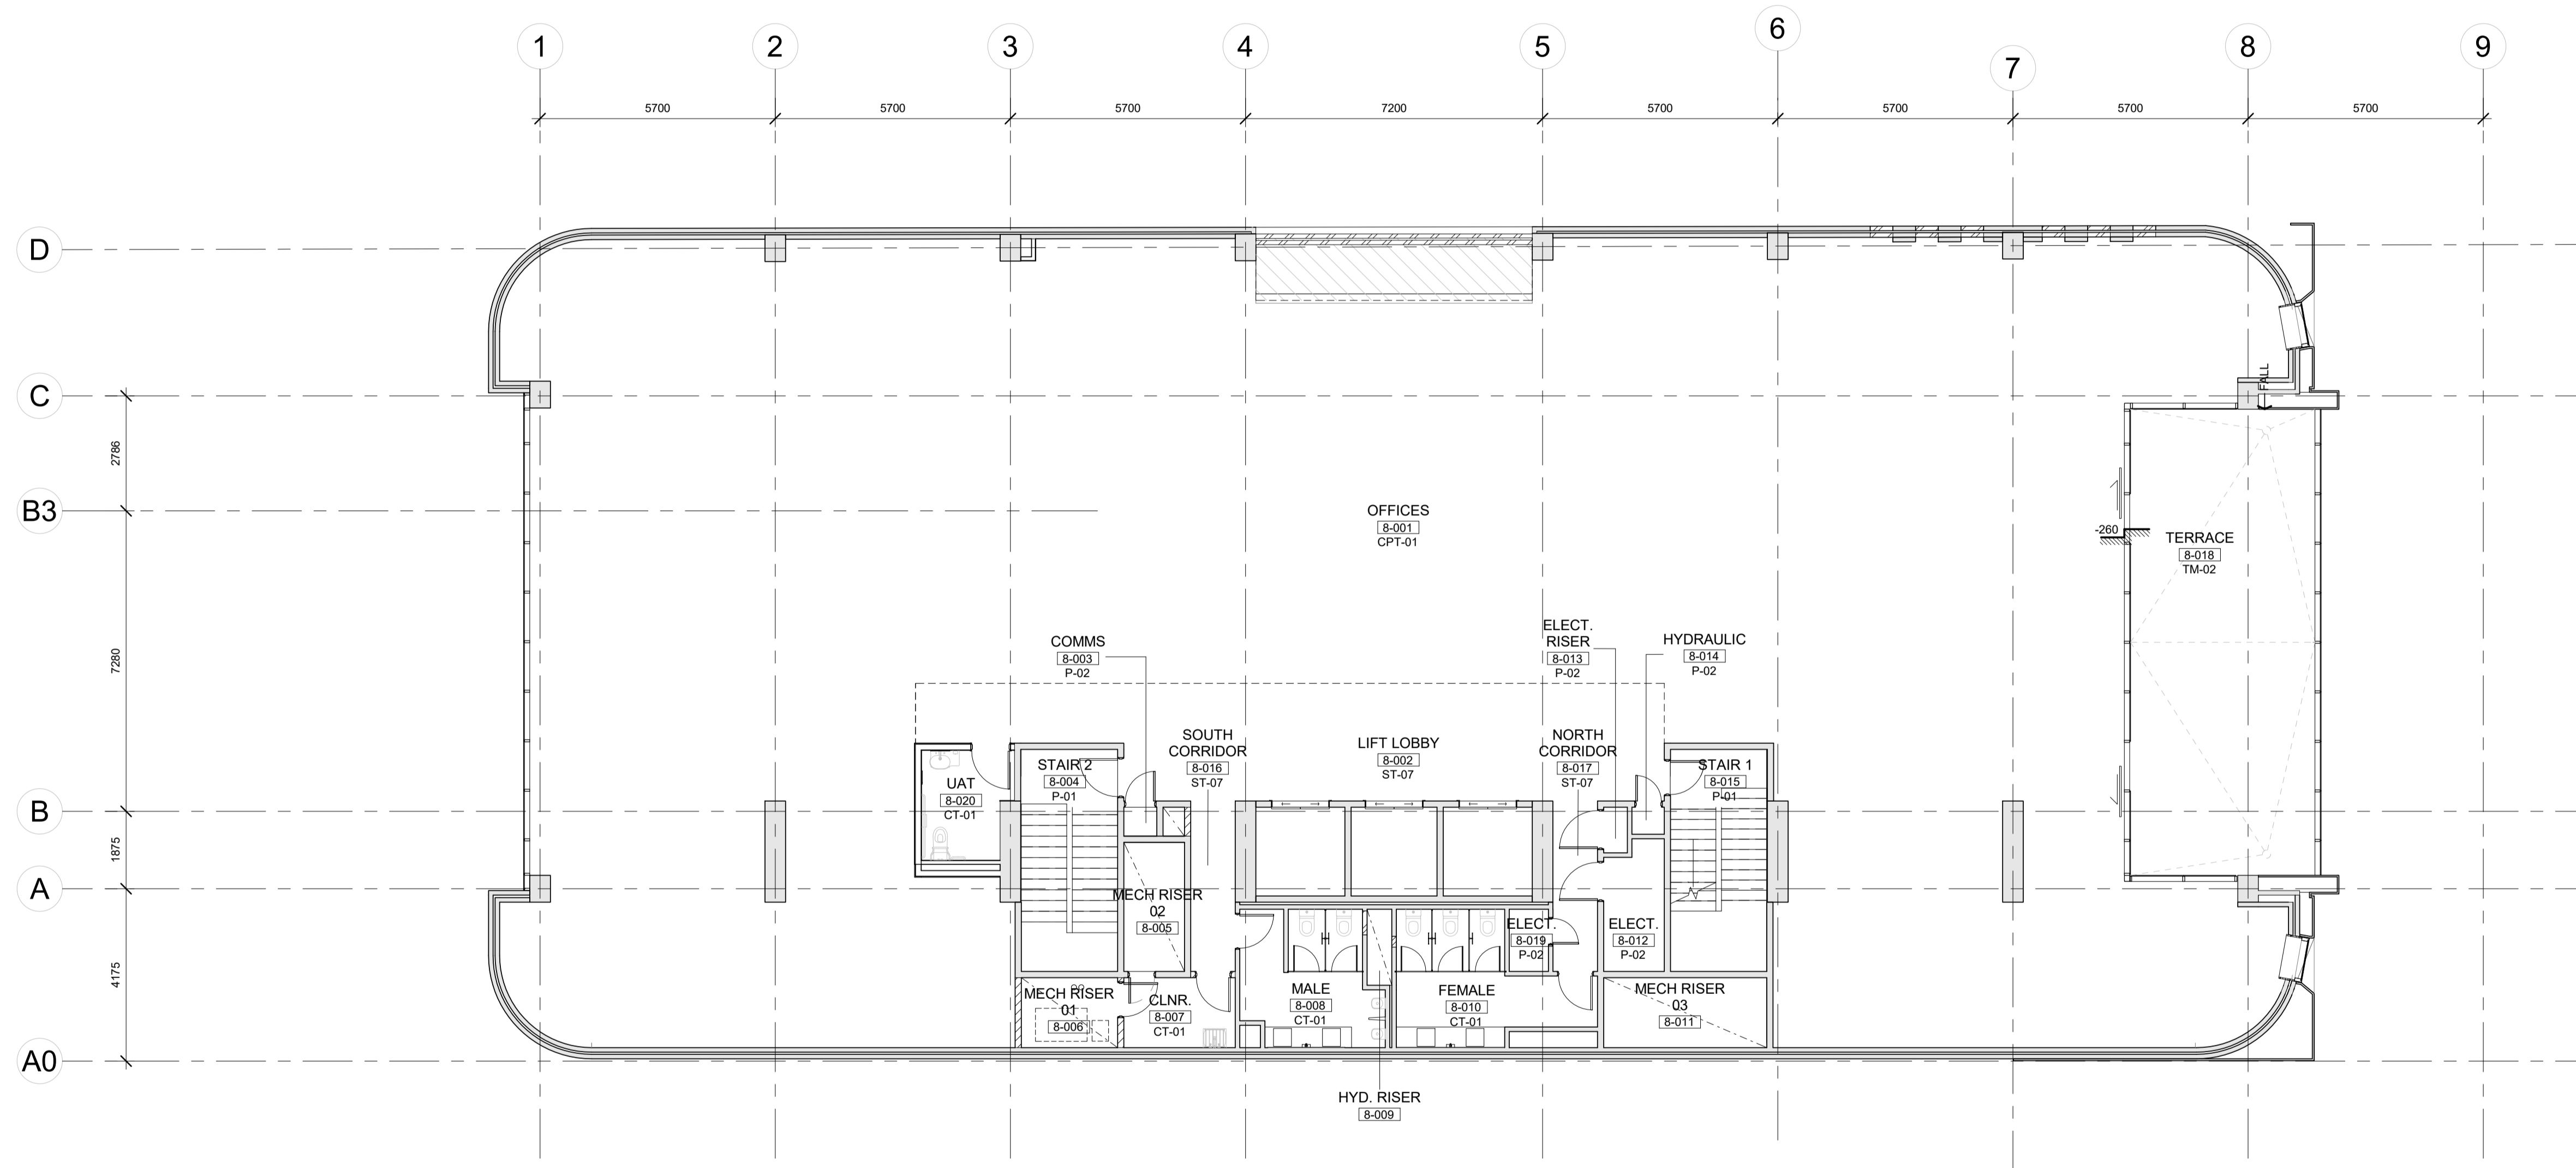 1
2
3
4
5
6
7
8
9
5700
5700
5700
7200
5700
5700
5700
5700
D
C
B3
B
A
A0
2786
7280
1875
4175
FALL
OFFICES
8-001
CPT-01
-260
TERRACE
8-018
TM-02
COMMS
8-003
P-02
ELECT.
RISER
8-013
P-02
HYDRAULIC
8-014
P-02
SOUTH
CORRIDOR
8-016
ST-07
LIFT LOBBY
8-002
ST-07
NORTH
CORRIDOR
8-017
ST-07
UAT
8-020
CT-01
STAIR 2
8-004
P-01
STAIR 1
8-015
P-01
MECH RISER
02
8-005
ELECT.
8-019
P-02
ELECT.
8-012
P-02
MECH RISER
01
8-006
CLNR.
8-007
CT-01
MALE
8-008
CT-01
FEMALE
8-010
CT-01
MECH RISER
03
8-011
HYD. RISER
8-009